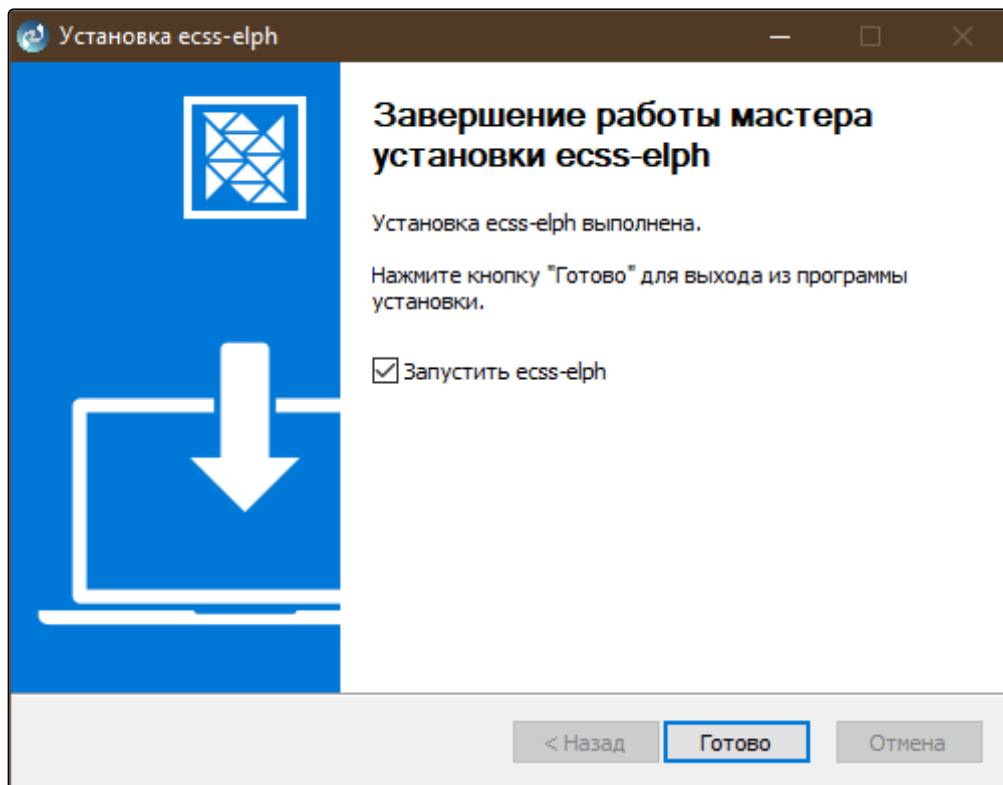 Установка ecss-elph
Завершение работы мастера
установки ecss-elph
Установка ecss-elph выполнена.
Нажмите кнопку "Готово" для выхода из программы
установки.
Запустить ecss-elph
< Назад
Готово
Отмена